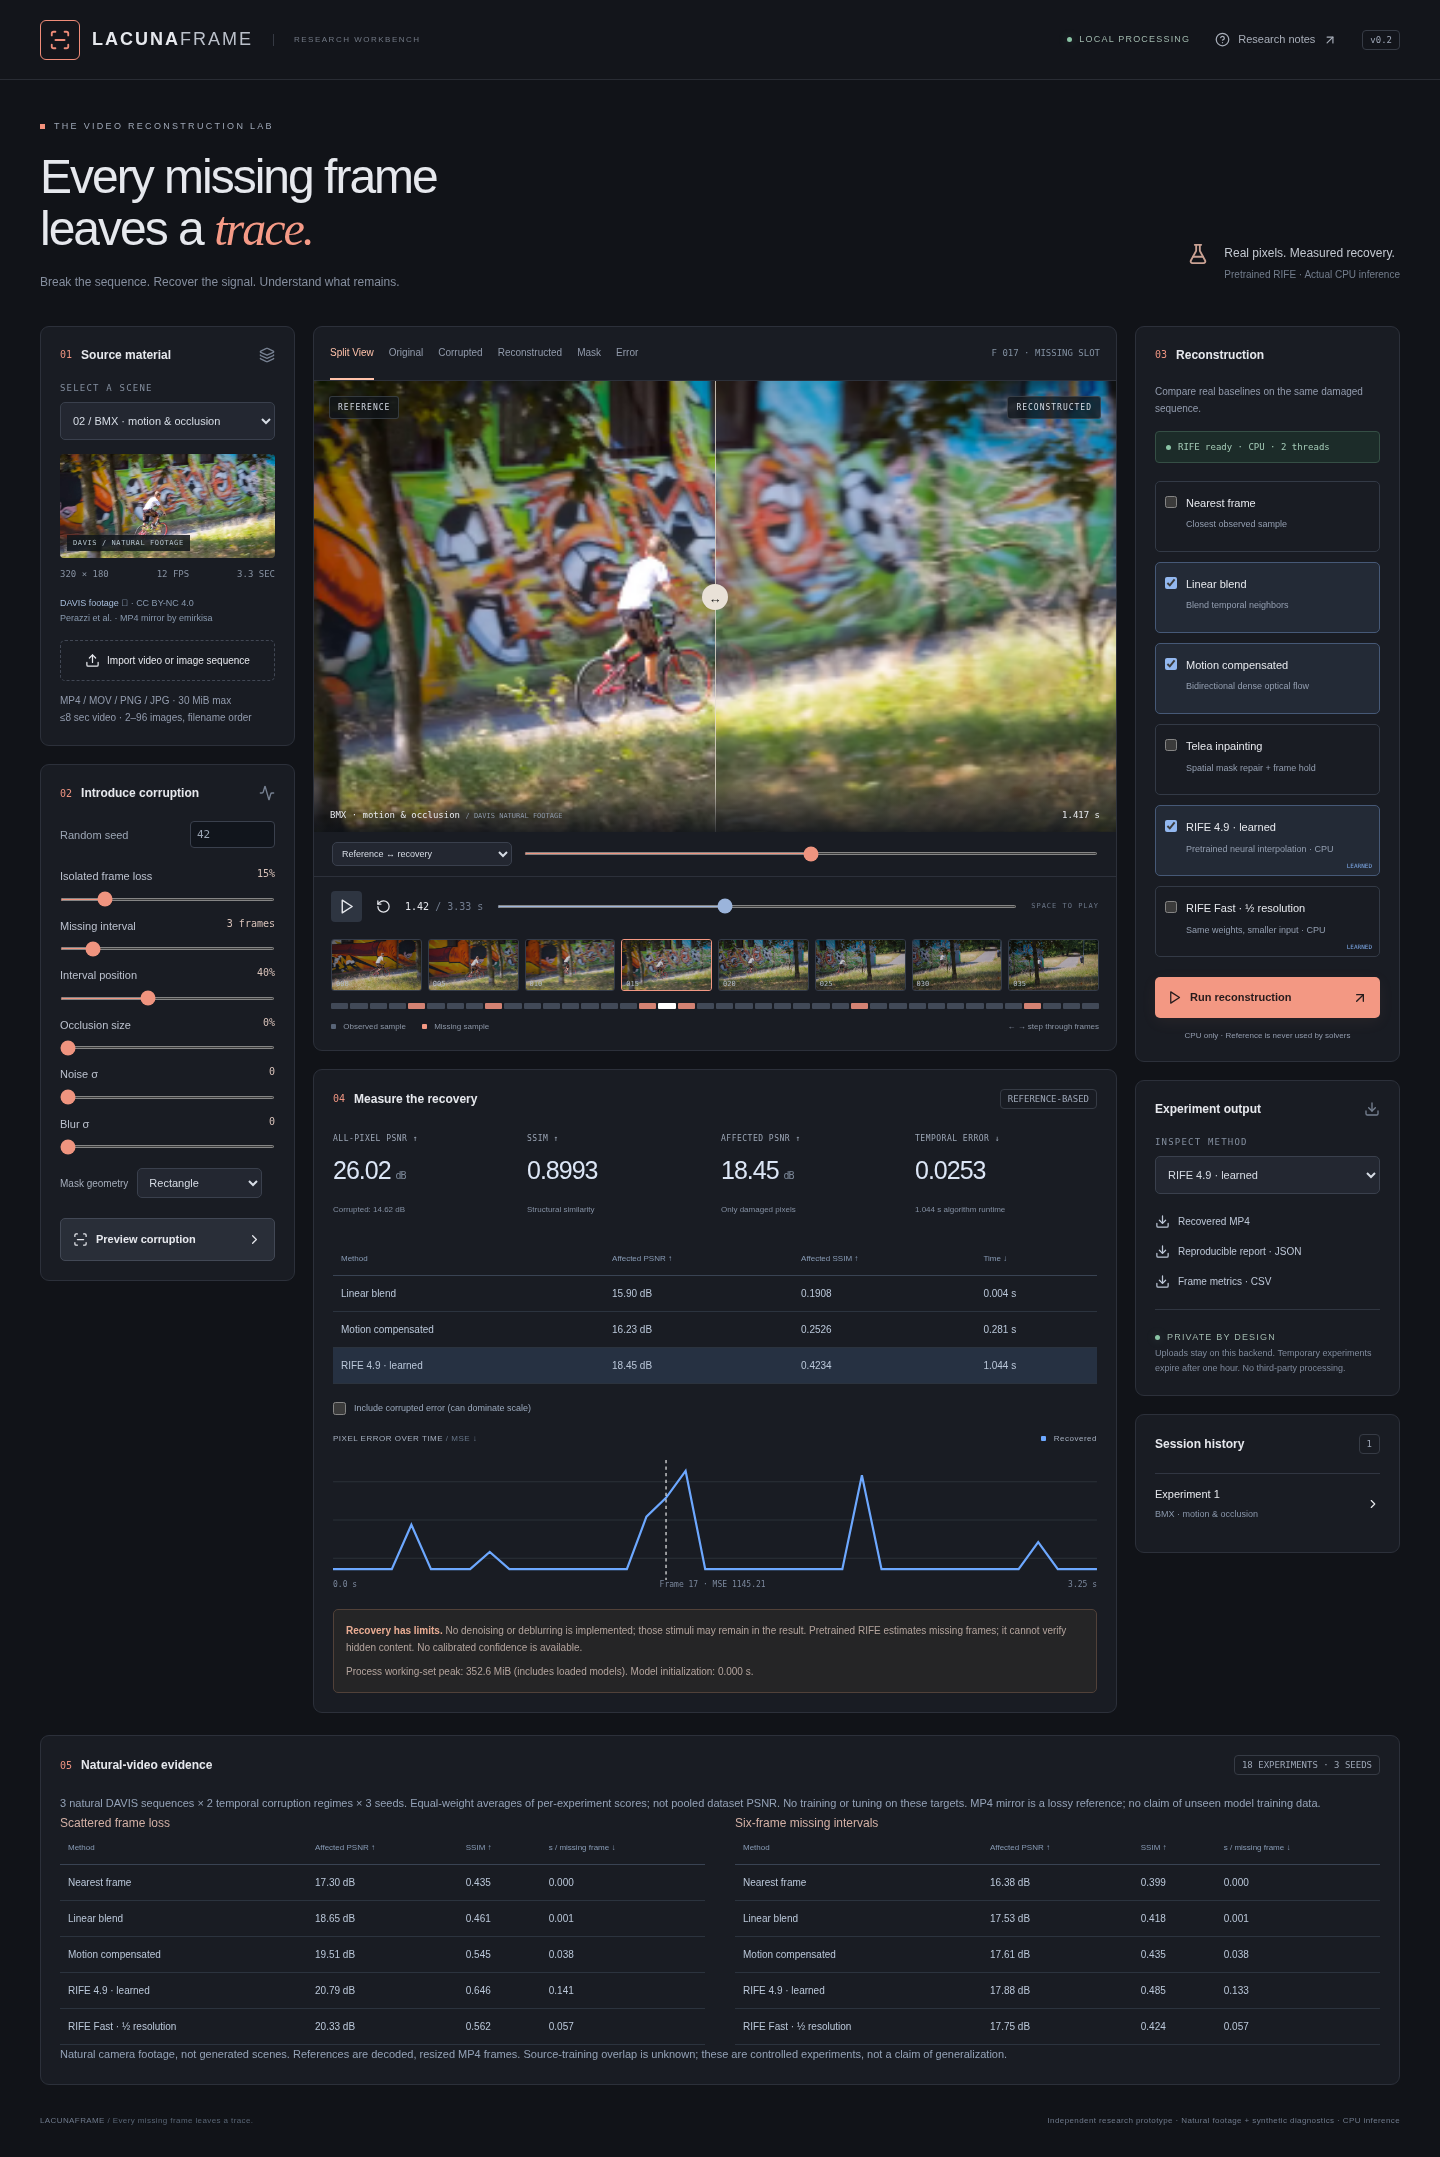 LACUNAFRAME
RESEARCH WORKBENCH
LOCAL PROCESSING
Research notes
v0.2
THE VIDEO RECONSTRUCTION LAB
Every missing frame
leaves a trace.
Break the sequence. Recover the signal. Understand what remains.
Real pixels. Measured recovery.
Pretrained RIFE · Actual CPU inference
01 Source material
SELECT A SCENE
02 / BMX · motion & occlusion
DAVIS / NATURAL FOOTAGE
320 × 180 12 FPS 3.3 SEC
DAVIS footage · CC BY-NC 4.0
Perazzi et al. · MP4 mirror by emirkisa
Import video or image sequence
MP4 / MOV / PNG / JPG · 30 MiB max
≤8 sec video · 2–96 images, filename order
02 Introduce corruption
Random seed 42
Isolated frame loss 15%
Missing interval 3 frames
Interval position 40%
Occlusion size 0%
Noise σ 0
Blur σ 0
Mask geometry Rectangle
Preview corruption
Split View Original Corrupted Reconstructed Mask Error
F 017 · MISSING SLOT
REFERENCE
RECONSTRUCTED
↔
BMX · motion & occlusion / DAVIS NATURAL FOOTAGE
1.417 s
Reference ↔ recovery
1.42 / 3.33 s
SPACE TO PLAY
005 010 015 020 025 030 035
Observed sample Missing sample
← → step through frames
04 Measure the recovery
REFERENCE-BASED
ALL-PIXEL PSNR ↑ SSIM ↑ AFFECTED PSNR ↑ TEMPORAL ERROR ↓
26.02 dB 0.8993 18.45 dB 0.0253
Corrupted: 14.62 dB Structural similarity Only damaged pixels 1.044 s algorithm runtime
Method Affected PSNR ↑ Affected SSIM ↑ Time ↓
Linear blend 15.90 dB 0.1908 0.004 s
Motion compensated 16.23 dB 0.2526 0.281 s
RIFE 4.9 · learned 18.45 dB 0.4234 1.044 s
Include corrupted error (can dominate scale)
PIXEL ERROR OVER TIME / MSE ↓
Recovered
0.0 s Frame 17 · MSE 1145.21 3.25 s
Recovery has limits. No denoising or deblurring is implemented; those stimuli may remain in the result. Pretrained RIFE estimates missing frames; it cannot verify
hidden content. No calibrated confidence is available.
Process working-set peak: 352.6 MiB (includes loaded models). Model initialization: 0.000 s.
03 Reconstruction
Compare real baselines on the same damaged
sequence.
RIFE ready · CPU · 2 threads
Nearest frame
Closest observed sample
Linear blend
Blend temporal neighbors
Motion compensated
Bidirectional dense optical flow
Telea inpainting
Spatial mask repair + frame hold
RIFE 4.9 · learned
Pretrained neural interpolation · CPU
LEARNED
RIFE Fast · ½ resolution
Same weights, smaller input · CPU
LEARNED
Run reconstruction
CPU only · Reference is never used by solvers
Experiment output
INSPECT METHOD
RIFE 4.9 · learned
Recovered MP4
Reproducible report · JSON
Frame metrics · CSV
PRIVATE BY DESIGN
Uploads stay on this backend. Temporary experiments
expire after one hour. No third-party processing.
Session history 1
Experiment 1
BMX · motion & occlusion
05 Natural-video evidence
18 EXPERIMENTS · 3 SEEDS
3 natural DAVIS sequences × 2 temporal corruption regimes × 3 seeds. Equal-weight averages of per-experiment scores; not pooled dataset PSNR. No training or tuning on these targets. MP4 mirror is a lossy reference; no claim of unseen model training data.
Scattered frame loss
Method Affected PSNR ↑ SSIM ↑ s / missing frame ↓
Nearest frame 17.30 dB 0.435 0.000
Linear blend 18.65 dB 0.461 0.001
Motion compensated 19.51 dB 0.545 0.038
RIFE 4.9 · learned 20.79 dB 0.646 0.141
RIFE Fast · ½ resolution 20.33 dB 0.562 0.057
Six-frame missing intervals
Method Affected PSNR ↑ SSIM ↑ s / missing frame ↓
Nearest frame 16.38 dB 0.399 0.000
Linear blend 17.53 dB 0.418 0.001
Motion compensated 17.61 dB 0.435 0.038
RIFE 4.9 · learned 17.88 dB 0.485 0.133
RIFE Fast · ½ resolution 17.75 dB 0.424 0.057
Natural camera footage, not generated scenes. References are decoded, resized MP4 frames. Source-training overlap is unknown; these are controlled experiments, not a claim of generalization.
LACUNAFRAME / Every missing frame leaves a trace.
Independent research prototype · Natural footage + synthetic diagnostics · CPU inference